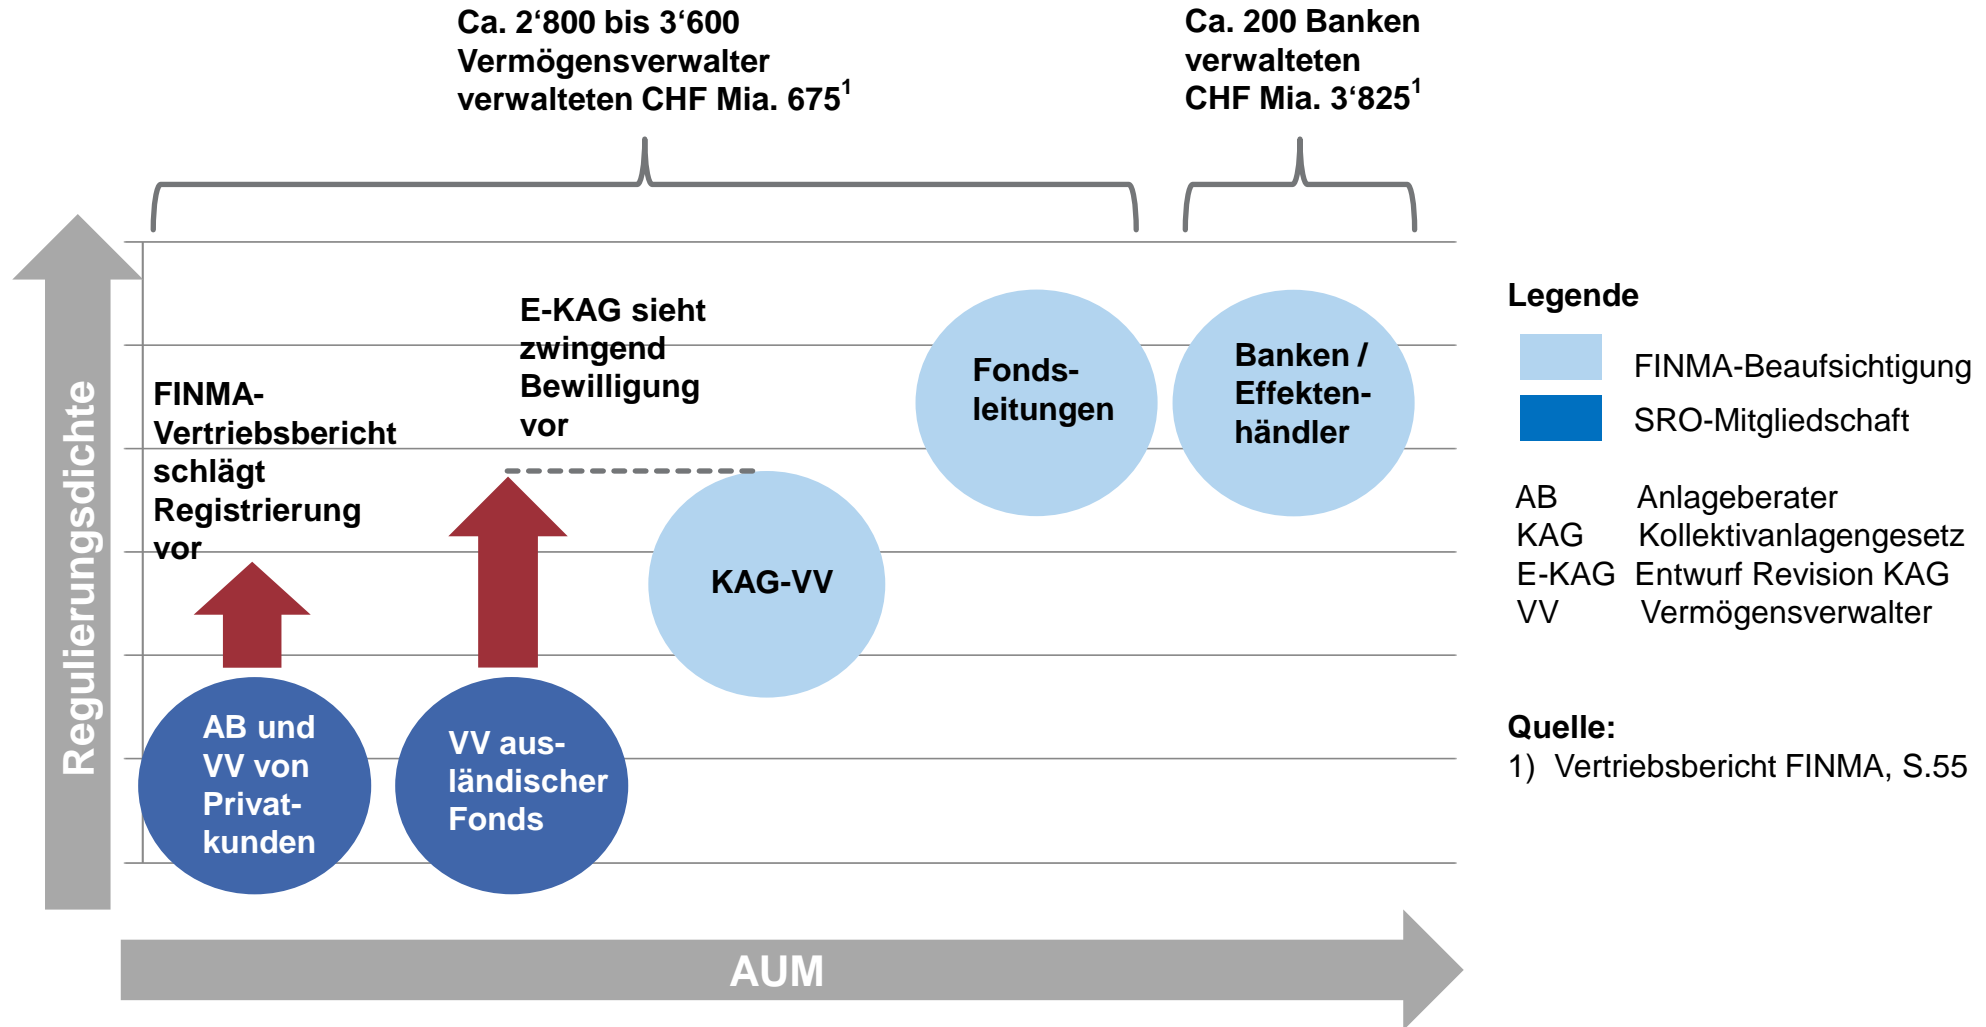 Ca. 2‘800 bis 3‘600
Vermögensverwalter
verwalteten CHF Mia. 675¹
Ca. 200 Banken
verwalteten
CHF Mia. 3‘825¹
Regulierungsdichte
FINMA-
Vertriebsbericht
schlägt
Registrierung
vor
E-KAG sieht
zwingend
Bewilligung
vor
AB und
VV von
Privat-
kunden
VV aus-
ländischer
Fonds
KAG-VV
Fonds-
leitungen
Banken /
Effekten-
händler
AUM
Legende
FINMA-Beaufsichtigung
SRO-Mitgliedschaft
AB Anlageberater
KAG Kollektivanlagengesetz
E-KAG Entwurf Revision KAG
VV Vermögensverwalter
Quelle:
1) Vertriebsbericht FINMA, S.55